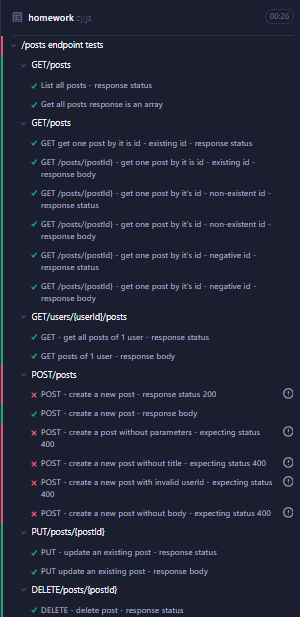 homework.cy.js 00:26
/posts endpoint tests
GET/posts
List all posts - response status
Get all posts response is an array
GET/posts
GET get one post by it is id - existing id - response status
GET /posts/{postId} - get one post by it is id - existing id -
response body
GET /posts/{postId} - get one post by it's id - non-existent id -
response status
GET /posts/{postId} - get one post by it's id - non-existent id -
response body
GET /posts/{postId} - get one post by it's id - negative id -
response status
GET /posts/{postId} - get one post by it's id - negative id -
response body
GET/users/{userId}/posts
GET - get all posts of 1 user - response status
GET posts of 1 user - response body
POST/posts
POST - create a new post - response status 200
POST - create a new post - response body
POST - create a post without parameters - expecting status
400
POST - create a new post without title - expecting status 400
POST - create a new post with invalid userId - expecting status
400
POST - create a new post without body - expecting status 400
PUT/posts/{postId}
PUT - update an existing post - response status
PUT update an existing post - response body
DELETE/posts/{postId}
DELETE - delete post - response status